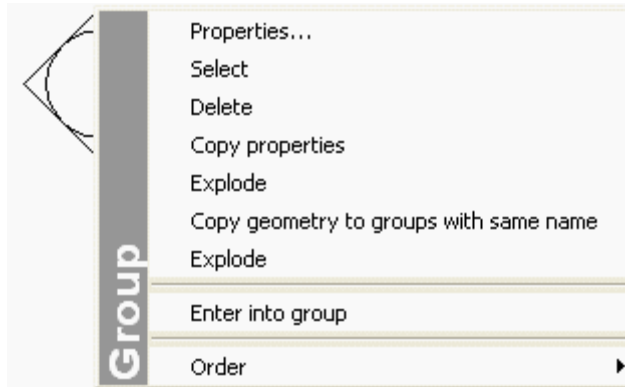 Properties...
Select
Delete
Copy properties
Explode
Copy geometry to groups with same name
Explode
Enter into group
Order
Group